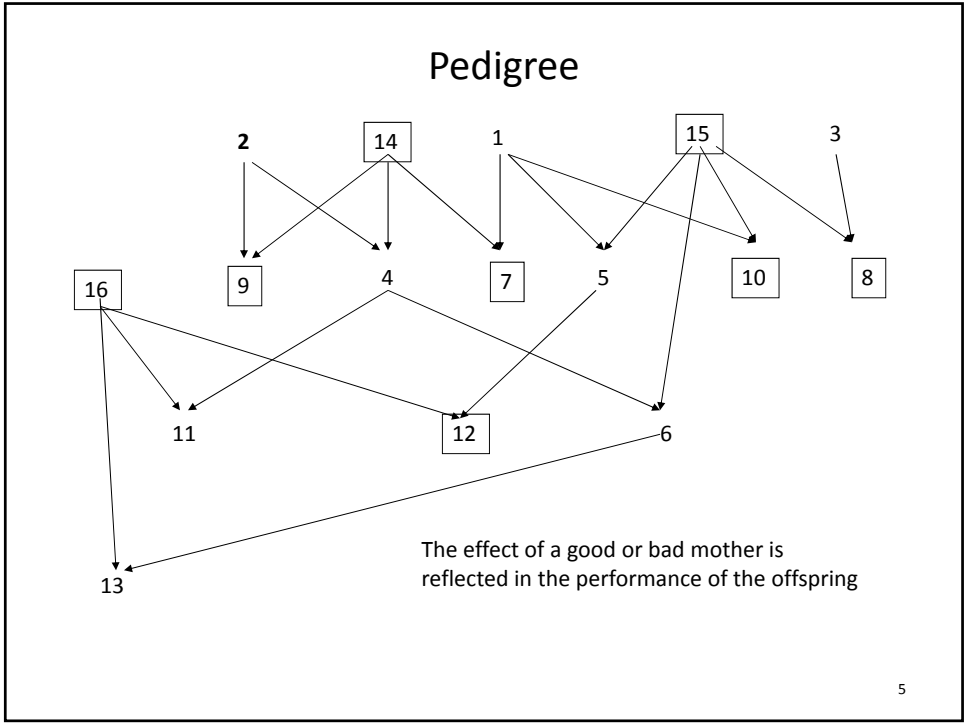 Pedigree
2 14 1 15 3
16 9 4 7 5 10 8
11 12 6
13
The effect of a good or bad mother is
reflected in the performance of the offspring
5